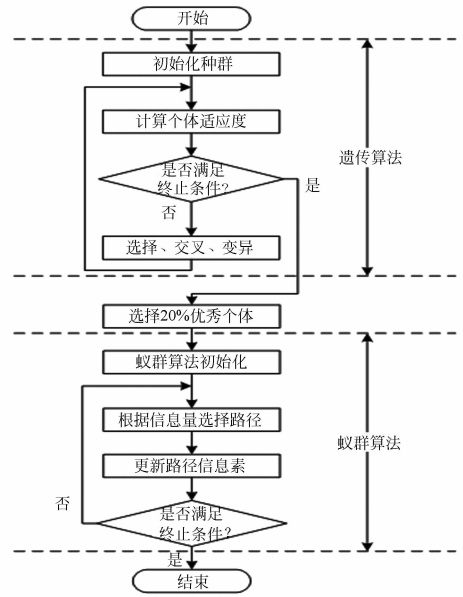 开始
初始化种群
计算个体适应度
是否满足
终止条件?
是
否
遗传算法
选择、交叉、变异
选择20%优秀个体
蚁群算法初始化
根据信息量选择路径
蚁群算法
更新路径信息素
否
是否满足
终止条件?
是
结束